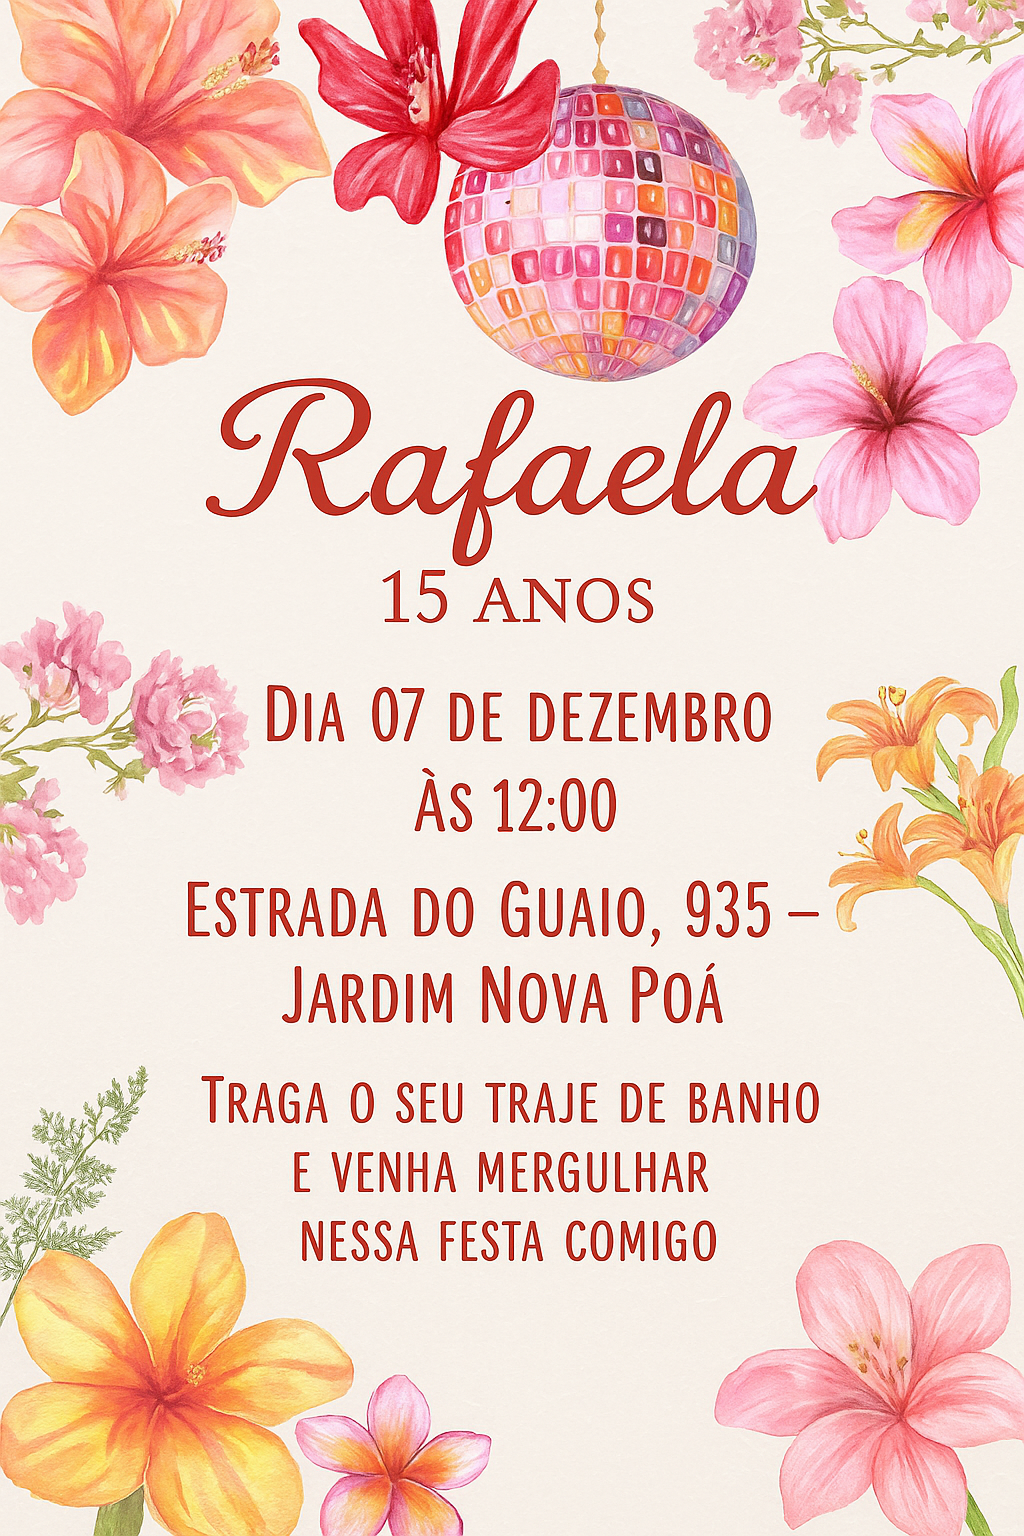 Rafaela
15 ANOS
DIA 07 DE DEZEMBRO
ÀS 12:00
ESTRADA DO GUAIO, 935 –
JARDIM NOVA POÁ
TRAGA O SEU TRAJE DE BANHO
E VENHA MERGULHAR
NESSA FESTA COMIGO